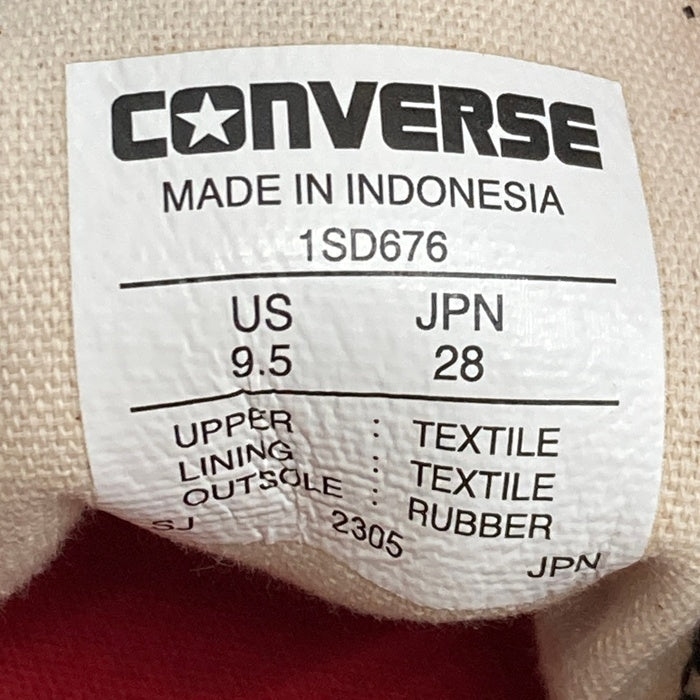 CONVERSE
MADE IN INDONESIA
1SD676
US JPN
9.5 28
UPPER : TEXTILE
LINING : TEXTILE
OUTSOLE : RUBBER
SJ 2305 JPN